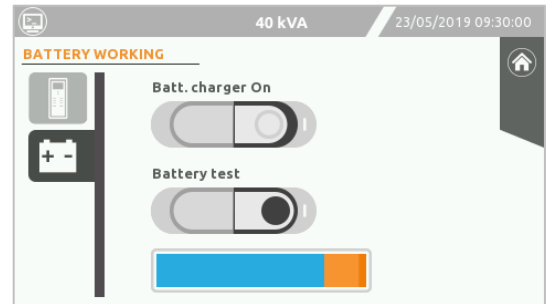 40 kVA
23/05/2019 09:30:00
BATTERY WORKING
Batt. charger On
+ -
Battery test